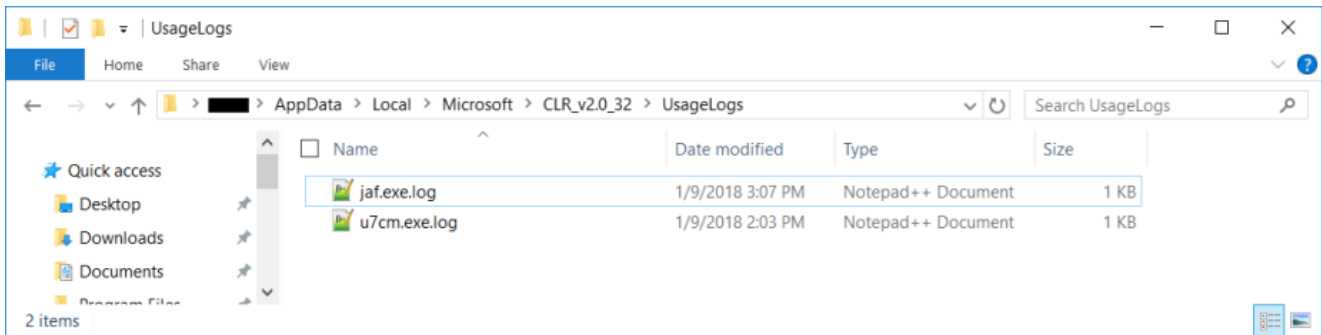 UsageLogs
File Home Share View
> AppData > Local > Microsoft > CLR_v2.0_32 > UsageLogs Search UsageLogs
Name Date modified Type Size
Quick access
jaf.exe.log 1/9/2018 3:07 PM Notepad++ Document 1 KB
Desktop
u7cm.exe.log 1/9/2018 2:03 PM Notepad++ Document 1 KB
Downloads
Documents
Program Files
2 items